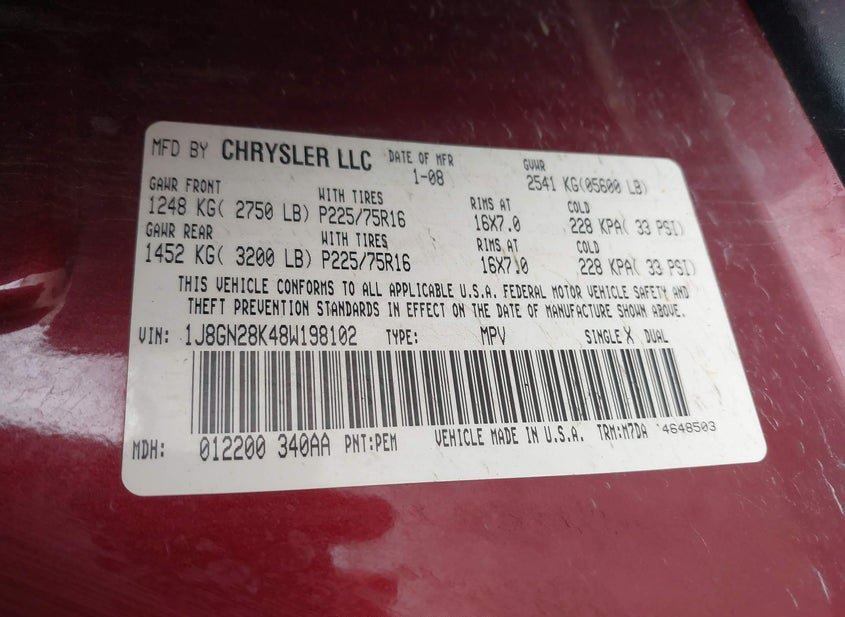 MFD BY CHRYSLER LLC DATE OF MFR 1-08 GVWR 2541 KG(05600 LB)
GAWR FRONT WITH TIRES RIMS AT COLD
1248 KG( 2750 LB) P225/75R16 16X7.0 228 KPA( 33 PSI)
GAWR REAR WITH TIRES RIMS AT COLD
1452 KG( 3200 LB) P225/75R16 16X7.0 228 KPA( 33 PSI)
THIS VEHICLE CONFORMS TO ALL APPLICABLE U.S.A. FEDERAL MOTOR VEHICLE SAFETY AND
THEFT PREVENTION STANDARDS IN EFFECT ON THE DATE OF MANUFACTURE SHOWN ABOVE.
VIN: 1J8GN28K48W198102 TYPE: MPV SINGLE X DUAL
MDH: 012200 340AA PNT:PEM VEHICLE MADE IN U.S.A. TRM:M7DA 4648503